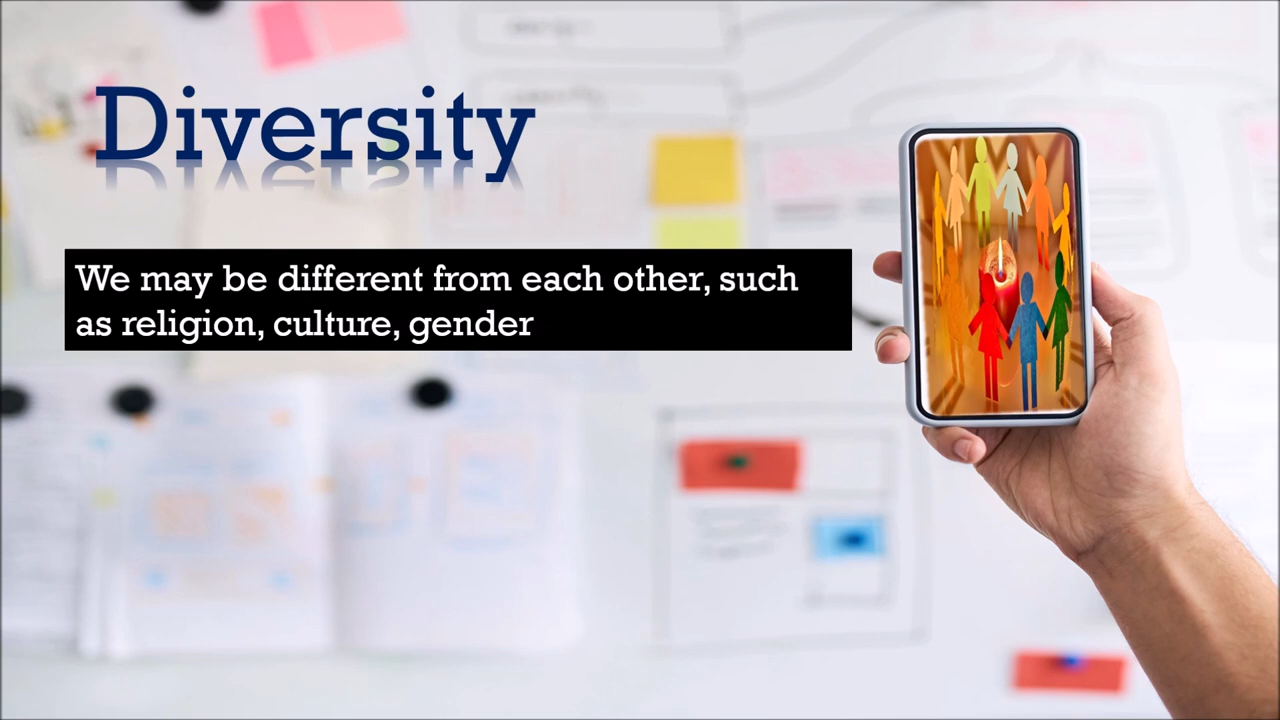 Diversity
We may be different from each other, such
as religion, culture, gender